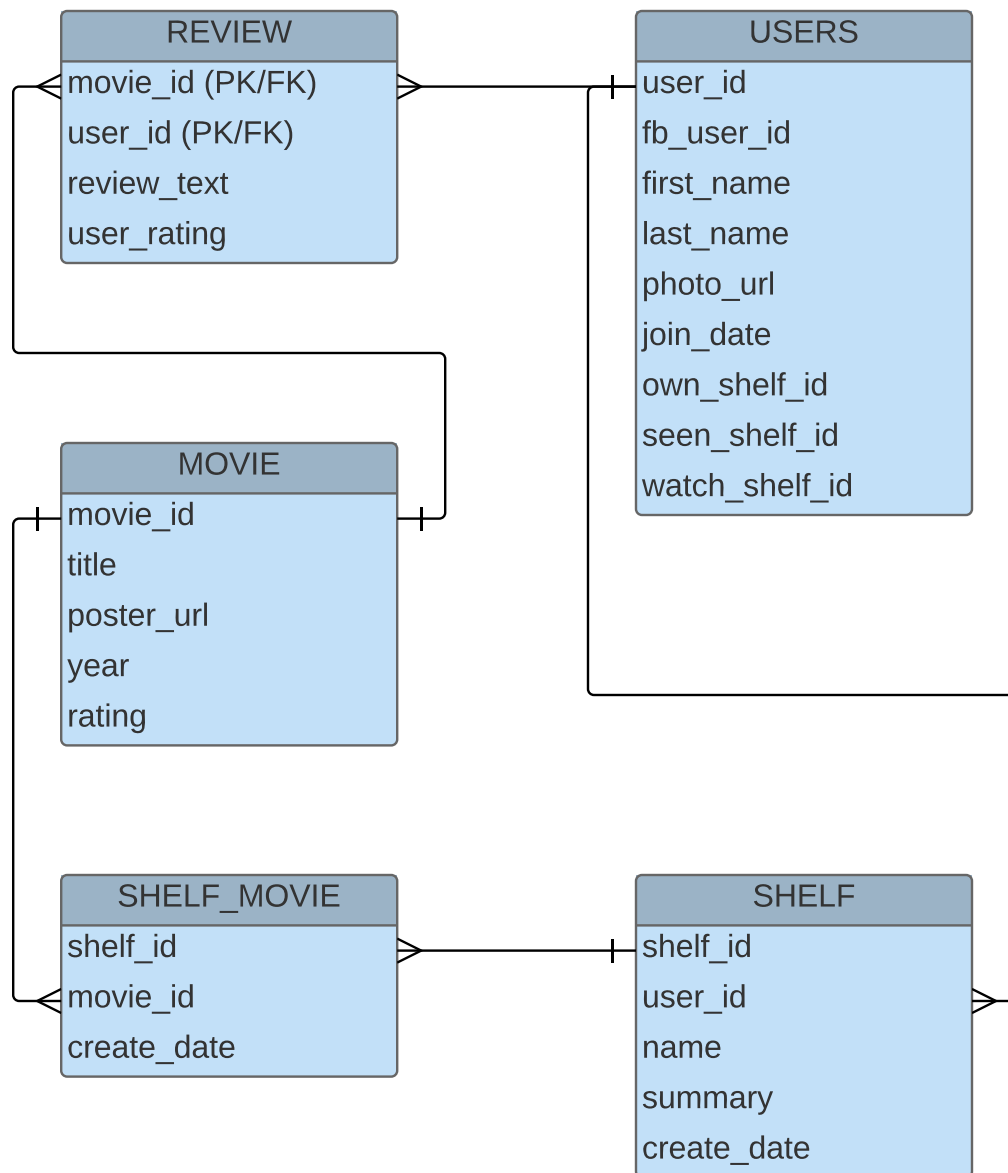 REVIEW
movie_id (PK/FK)
user_id (PK/FK)
review_text
user_rating
USERS
user_id
fb_user_id
first_name
last_name
photo_url
join_date
own_shelf_id
seen_shelf_id
watch_shelf_id
MOVIE
movie_id
title
poster_url
year
rating
SHELF_MOVIE
shelf_id
movie_id
create_date
SHELF
shelf_id
user_id
name
summary
create_date